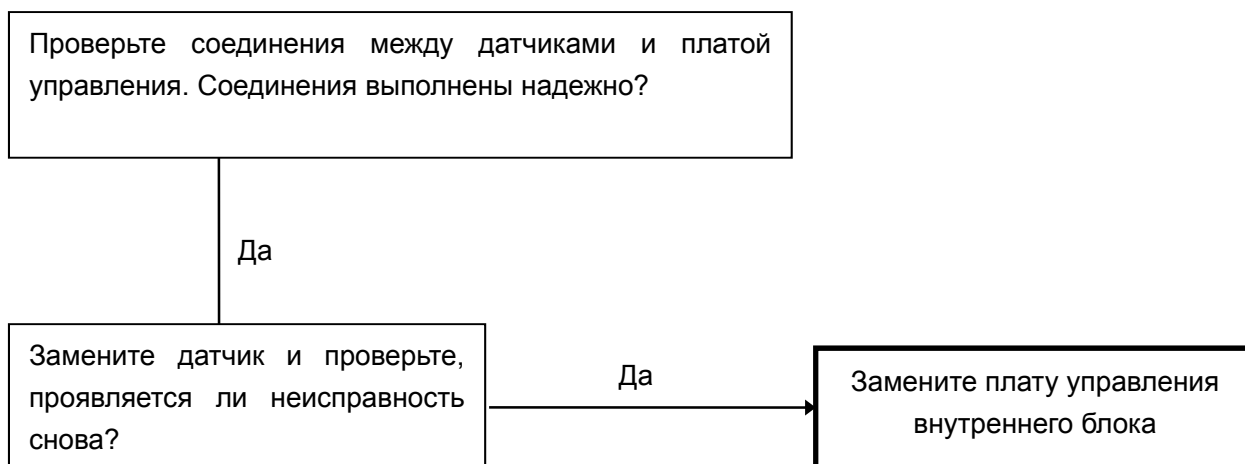 Проверьте соединения между датчиками и платой
управления. Соединения выполнены надежно?
Да
Замените датчик и проверьте,
проявляется ли неисправность
снова?
Да
Замените плату управления
внутреннего блока